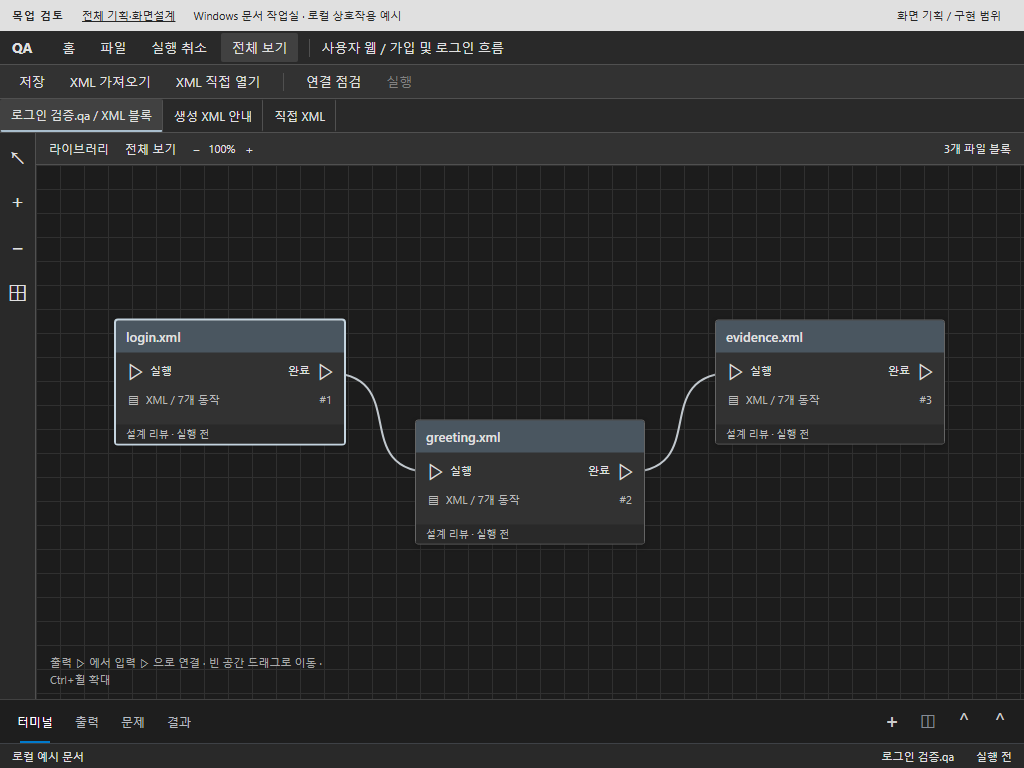 목업 검토 전체 기획·화면설계 Windows 문서 작업실 · 로컬 상호작용 예시 화면 기획 / 구현 범위
QA 홈 파일 실행 취소 전체 보기 사용자 웹 / 가입 및 로그인 흐름
저장 XML 가져오기 XML 직접 열기 연결 점검 실행
로그인 검증.qa / XML 블록 생성 XML 안내 직접 XML
라이브러리 전체 보기 − 100% + 3개 파일 블록
login.xml
실행 완료
XML / 7개 동작 #1
설계 리뷰 · 실행 전
greeting.xml
실행 완료
XML / 7개 동작 #2
설계 리뷰 · 실행 전
evidence.xml
실행 완료
XML / 7개 동작 #3
설계 리뷰 · 실행 전
출력 ▷ 에서 입력 ▷ 으로 연결 · 빈 공간 드래그로 이동 ·
Ctrl+휠 확대
터미널 출력 문제 결과
로컬 예시 문서 로그인 검증.qa 실행 전